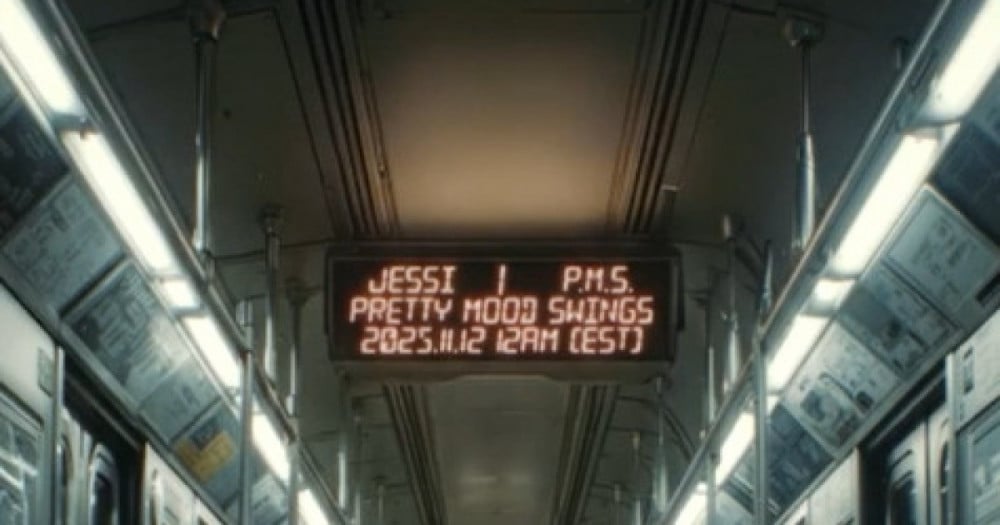 JESSI | P.M.S.
PRETTY MOOD SWINGS
2025.11.12 12AM (EST)